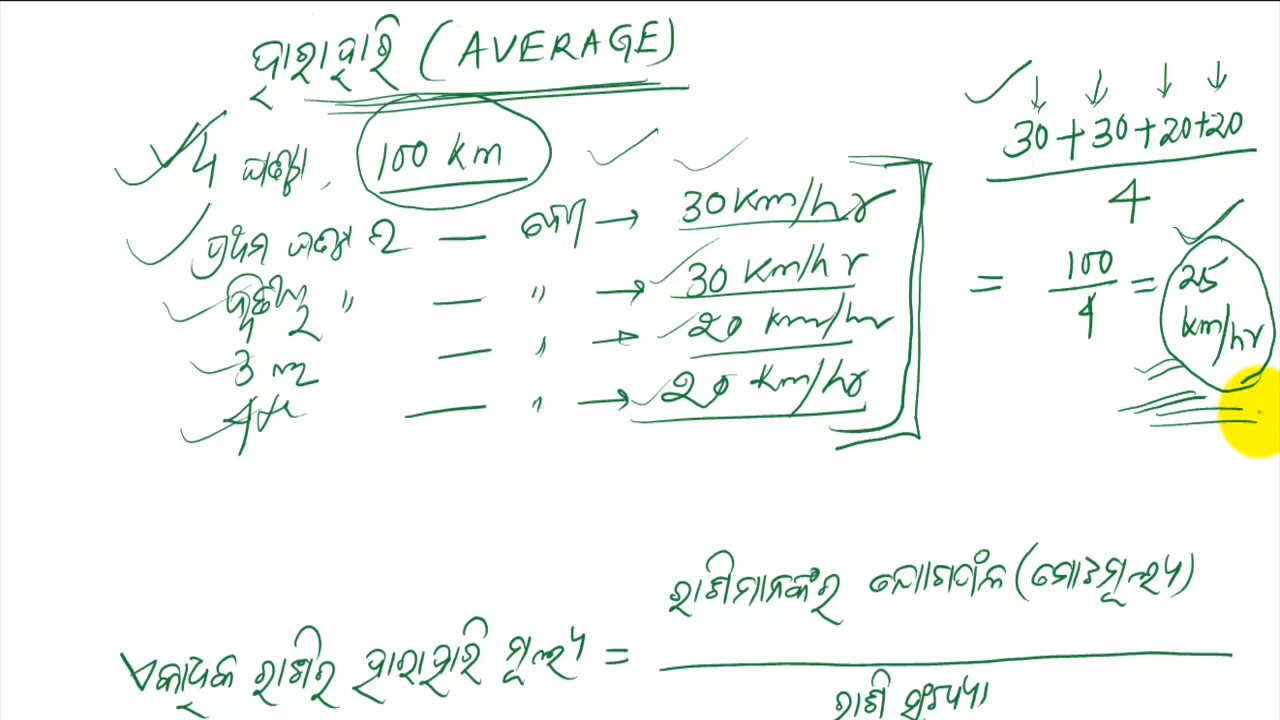 ହାରାହାରି (AVERAGE)
4 ଘଣ୍ଟା, 100 km
ପ୍ରଥମ ଘଣ୍ଟା ରେ — ବେଗ → 30 km/hr
ଦ୍ୱିତୀୟ " — " → 30 km/hr
3 ୟ — " → 20 km/hr
4ର୍ଥ — " → 20 km/hr
30 + 30 + 20 + 20
4
= 100/4 = 25 km/hr
ରାଶିମାନଙ୍କର ଯୋଗଫଳ (ମୋଟମୂଲ୍ୟ)
ଏକାଧିକ ରାଶିର ହାରାହାରି ମୂଲ୍ୟ =
ରାଶି ସଂଖ୍ୟା